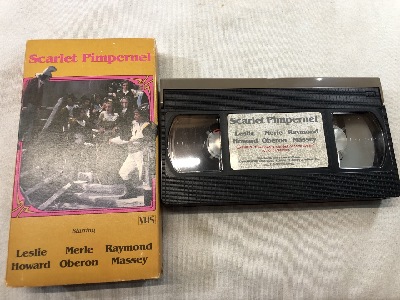 Scarlet Pimpernel
VHS
Starring
Leslie Merle Raymond
Howard Oberon Massey
Scarlet Pimpernel
Leslie Merle Raymond
Howard Oberon Massey